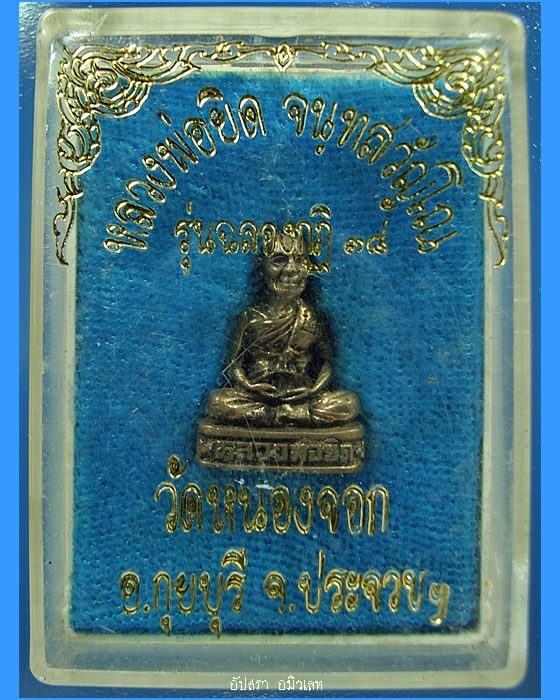 หลวงพ่อยิด จนฺทสุวัณฺโณ
รุ่นฉลองกุฏิ ๓๘
หลวงพ่อยิด
วัดหนองจอก
อ.กุยบุรี จ.ประจวบฯ
อัปสรา อมิวเลท